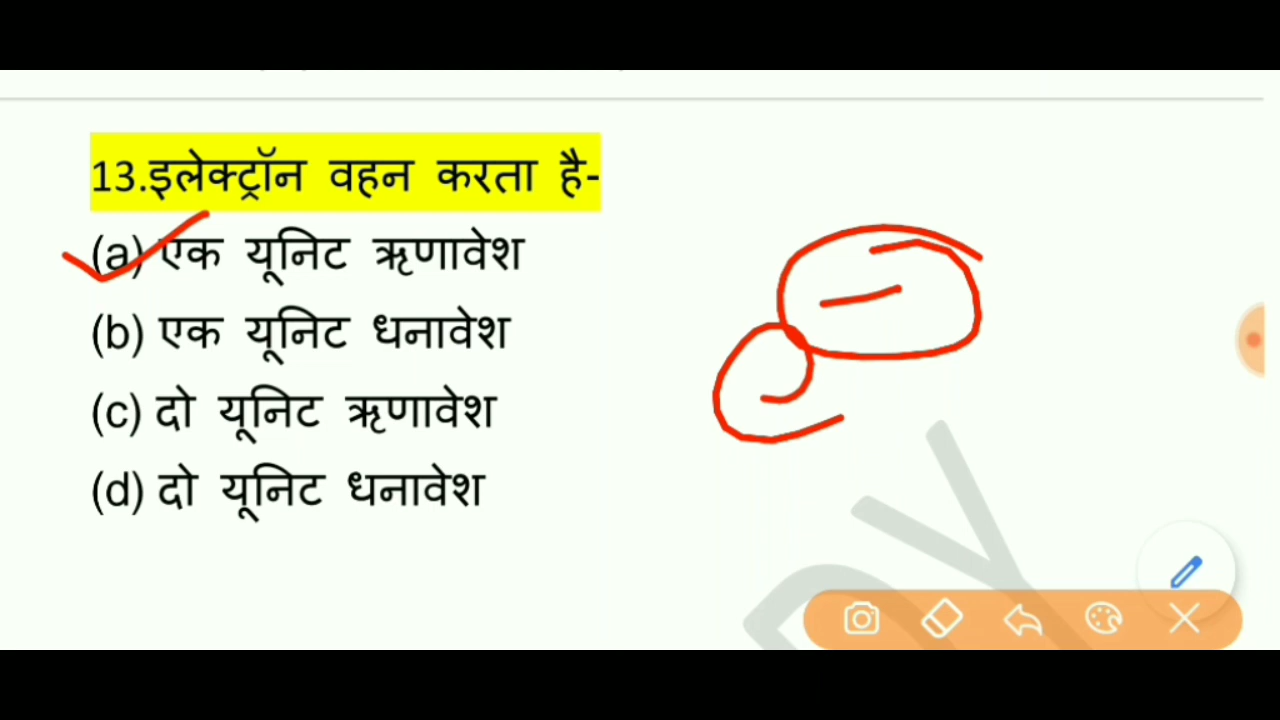 13.इलेक्ट्रॉन वहन करता है-
(a) एक यूनिट ऋणावेश
(b) एक यूनिट धनावेश
(c) दो यूनिट ऋणावेश
(d) दो यूनिट धनावेश
e-